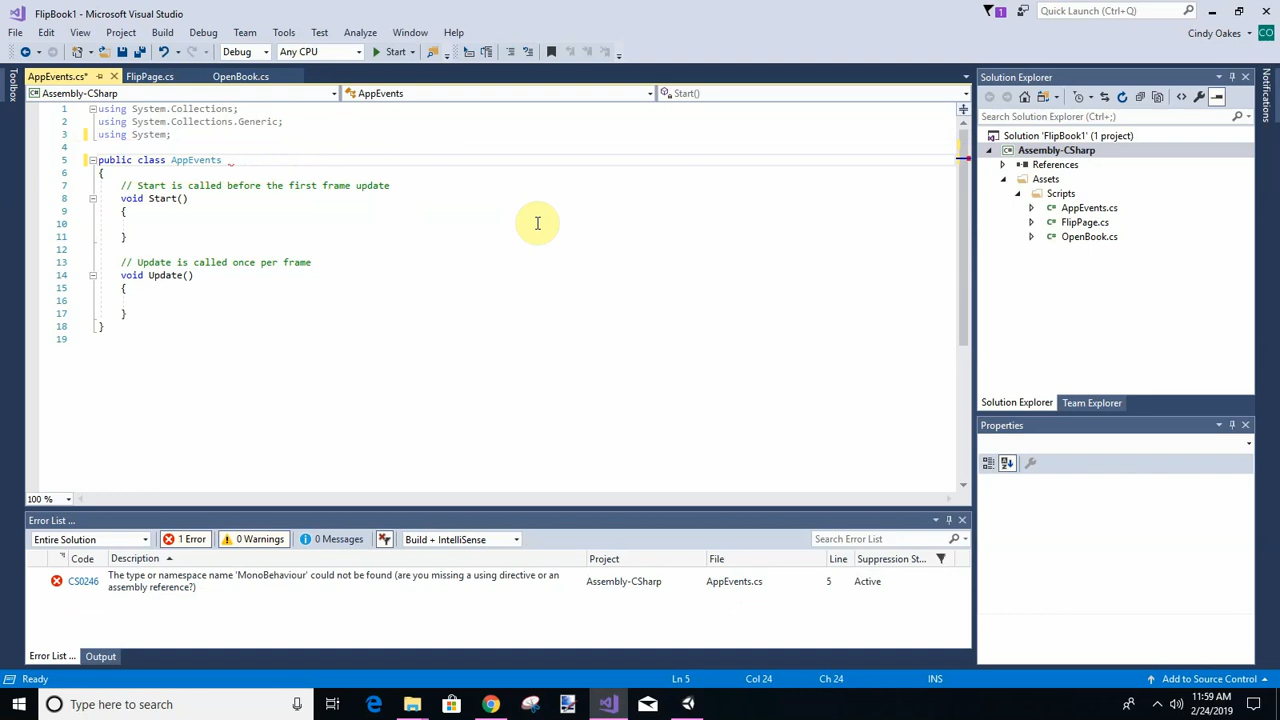 FlipBook1 - Microsoft Visual Studio
1
Quick Launch (Ctrl+Q)
File Edit View Project Build Debug Team Tools Test Analyze Window Help
Cindy Oakes CO
Debug Any CPU Start
Toolbox
AppEvents.cs* FlipPage.cs OpenBook.cs
Assembly-CSharp AppEvents Start()
1 using System.Collections;
2 using System.Collections.Generic;
3 using System;
4
5 public class AppEvents
6 {
7 // Start is called before the first frame update
8 void Start()
9 {
10
11 }
12
13 // Update is called once per frame
14 void Update()
15 {
16
17 }
18 }
19
100 %
Solution Explorer
Search Solution Explorer (Ctrl+;)
Solution 'FlipBook1' (1 project)
Assembly-CSharp
References
Assets
Scripts
AppEvents.cs
FlipPage.cs
OpenBook.cs
Solution Explorer Team Explorer
Properties
Notifications
Error List ...
Entire Solution 1 Error 0 Warnings 0 Messages Build + IntelliSense Search Error List
Code Description Project File Line Suppression St...
CS0246 The type or namespace name 'MonoBehaviour' could not be found (are you missing a using directive or an assembly reference?) Assembly-CSharp AppEvents.cs 5 Active
Error List ... Output
Ready Ln 5 Col 24 Ch 24 INS Add to Source Control
Type here to search
11:59 AM
2/24/2019